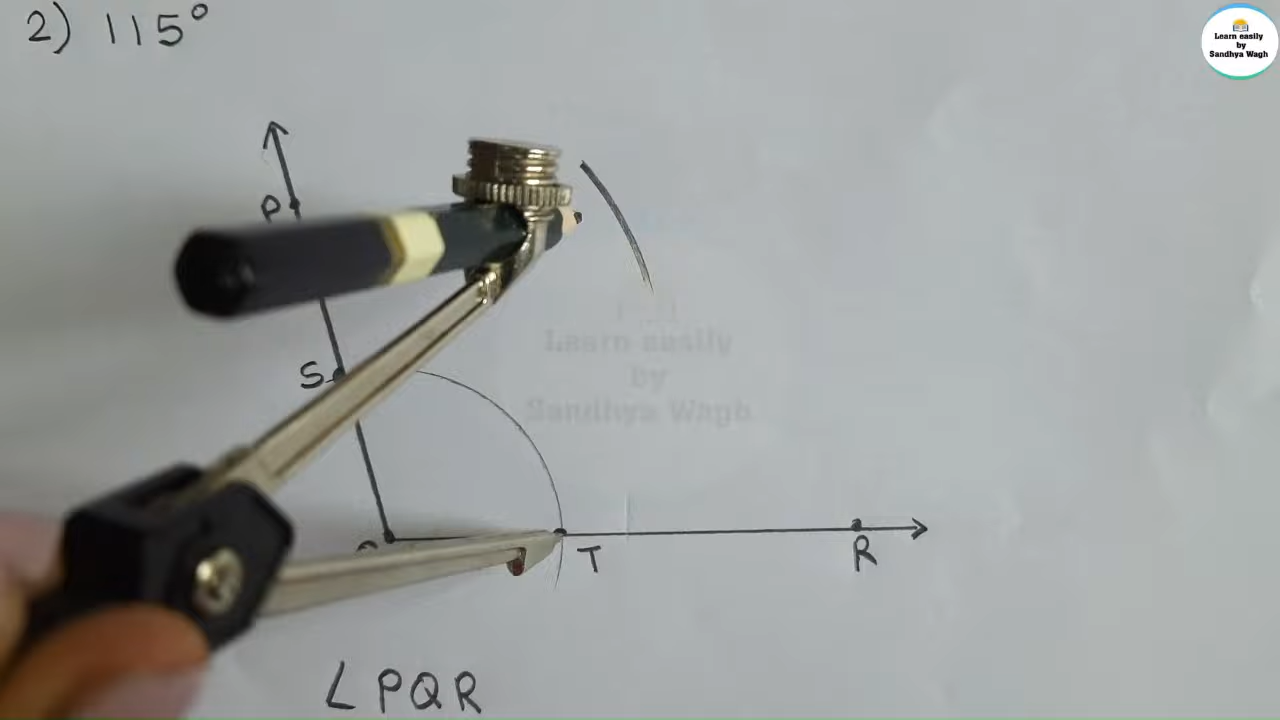 2) 115°
Learn easily
by
Sandhya Wagh
P
S
Learn easily
by
Sandhya Wagh
T
R
∠PQR